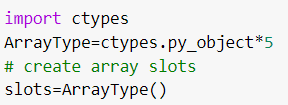 import ctypes
ArrayType=ctypes.py_object*5
# create array slots
slots=ArrayType()